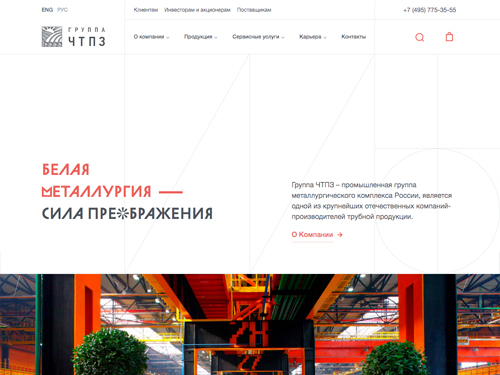 ENG РУС
Клиентам Инвесторам и акционерам Поставщикам
+7 (495) 775-35-55
ГРУППА
ЧТПЗ
О компании Продукция Сервисные услуги Карьера Контакты
БЕЛАЯ
МЕТАЛЛУРГИЯ —
СИЛА ПРЕОБРАЖЕНИЯ
Группа ЧТПЗ – промышленная группа
металлургического комплекса России, является
одной из крупнейших отечественных компаний-
производителей трубной продукции.
О Компании →